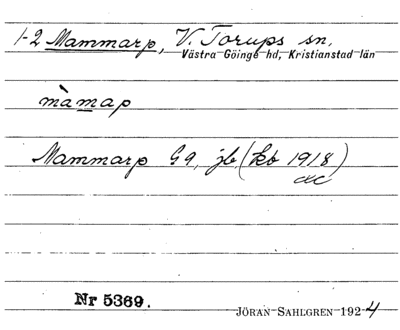 1-2 Mammarp, V. Torups sn.
Västra Göinge hd, Kristianstad län
màmap
Mammarp Gg, jb (kb 1918)
Nr 5369.
JÖRAN SAHLGREN 1924